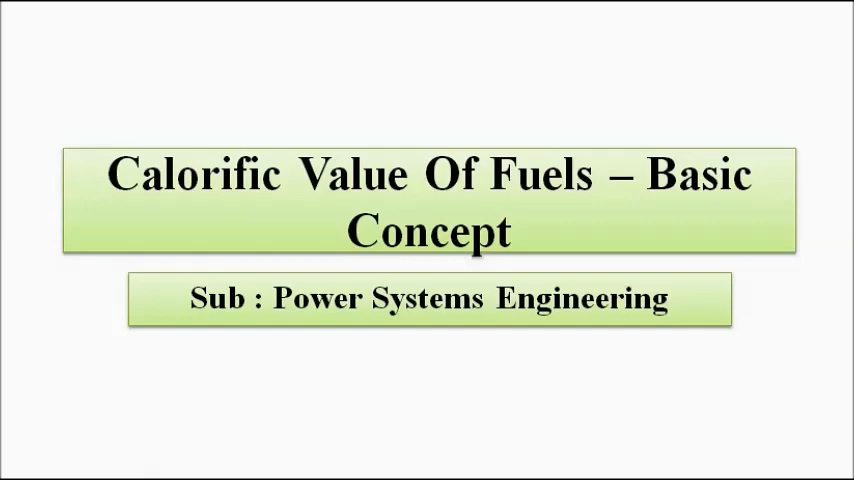 Calorific Value Of Fuels – Basic
Concept
Sub : Power Systems Engineering